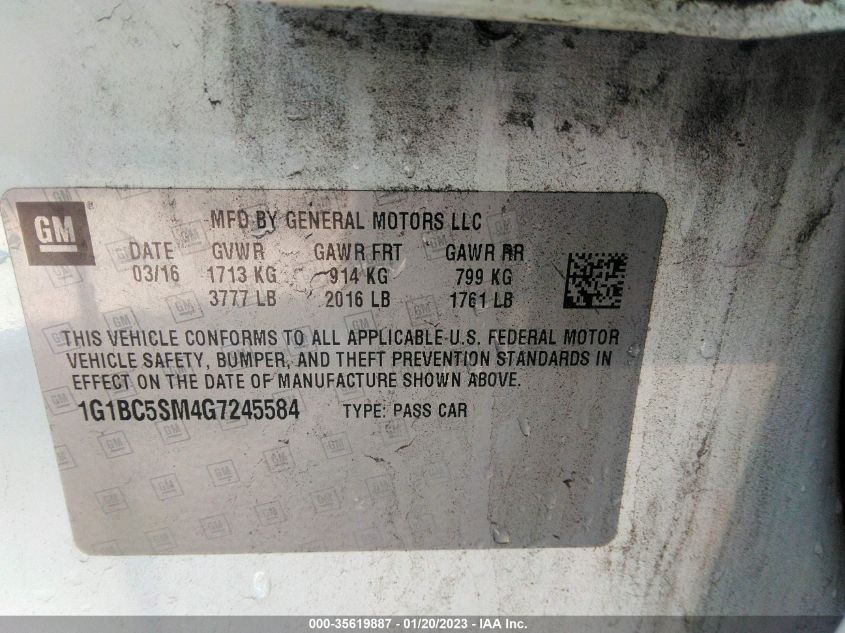 GM
MFD BY GENERAL MOTORS LLC
DATE GVWR GAWR FRT GAWR RR
03/16 1713 KG 914 KG 799 KG
3777 LB 2016 LB 1761 LB
THIS VEHICLE CONFORMS TO ALL APPLICABLE U.S. FEDERAL MOTOR
VEHICLE SAFETY, BUMPER, AND THEFT PREVENTION STANDARDS IN
EFFECT ON THE DATE OF MANUFACTURE SHOWN ABOVE.
1G1BC5SM4G7245584 TYPE: PASS CAR
000-35619887 - 01/20/2023 - IAA Inc.